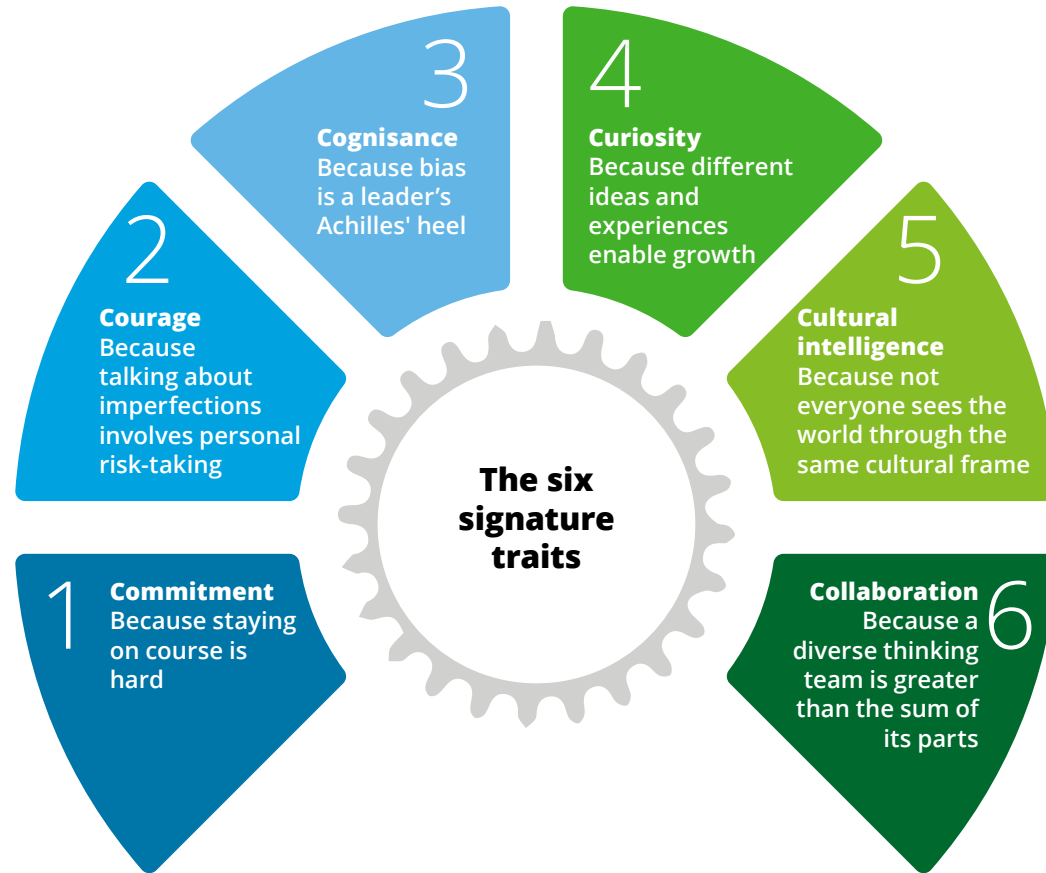 1
Commitment
Because staying
on course is
hard
2
Courage
Because
talking about
imperfections
involves personal
risk-taking
3
Cognisance
Because bias
is a leader’s
Achilles' heel
4
Curiosity
Because different
ideas and
experiences
enable growth
5
Cultural
intelligence
Because not
everyone sees the
world through the
same cultural frame
6
Collaboration
Because a
diverse thinking
team is greater
than the sum of
its parts
The six
signature
traits